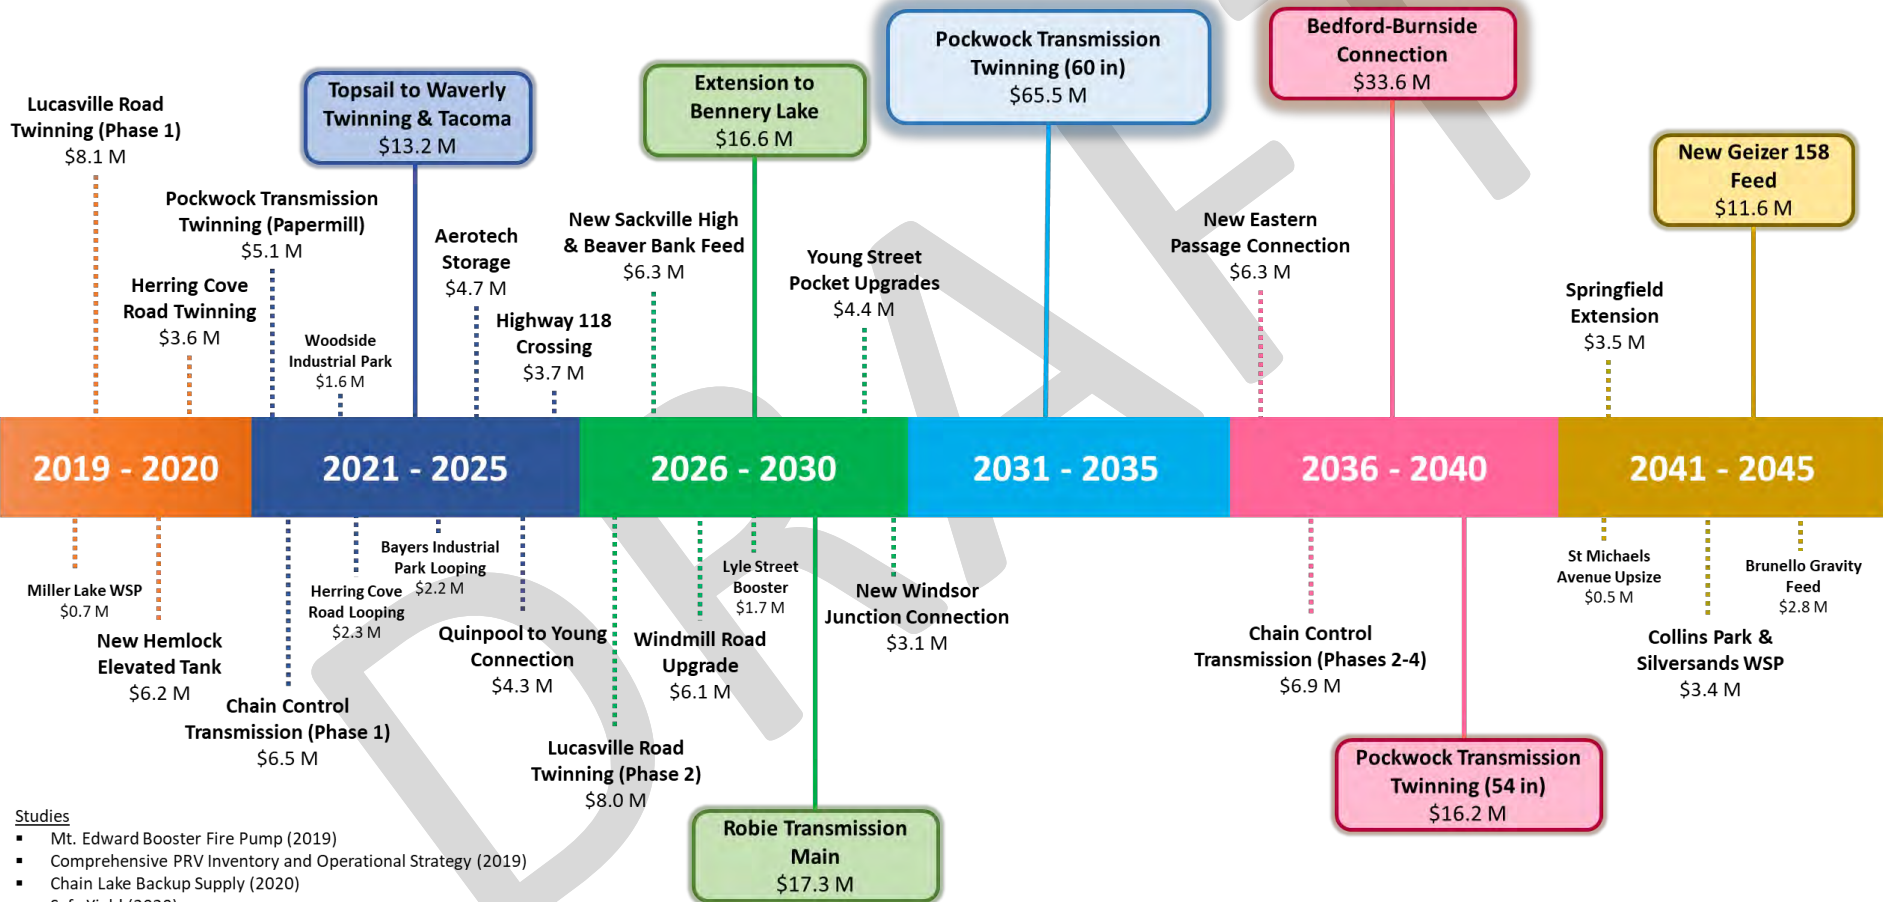 Lucasville Road
Twinning (Phase 1)
$8.1 M
Herring Cove
Road Twinning
$3.6 M
Pockwock Transmission
Twinning (Papermill)
$5.1 M
Woodside
Industrial Park
$1.6 M
Topsail to Waverly
Twinning & Tacoma
$13.2 M
Aerotech
Storage
$4.7 M
Highway 118
Crossing
$3.7 M
New Sackville High
& Beaver Bank Feed
$6.3 M
Extension to
Bennery Lake
$16.6 M
Young Street
Pocket Upgrades
$4.4 M
Pockwock Transmission
Twinning (60 in)
$65.5 M
New Eastern
Passage Connection
$6.3 M
Bedford-Burnside
Connection
$33.6 M
Springfield
Extension
$3.5 M
New Geizer 158
Feed
$11.6 M
2019 - 2020
2021 - 2025
2026 - 2030
2031 - 2035
2036 - 2040
2041 - 2045
Miller Lake WSP
$0.7 M
New Hemlock
Elevated Tank
$6.2 M
Chain Control
Transmission (Phase 1)
$6.5 M
Herring Cove
Road Looping
$2.3 M
Bayers Industrial
Park Looping
$2.2 M
Quinpool to Young
Connection
$4.3 M
Lucasville Road
Twinning (Phase 2)
$8.0 M
Windmill Road
Upgrade
$6.1 M
Lyle Street
Booster
$1.7 M
Robie Transmission
Main
$17.3 M
New Windsor
Junction Connection
$3.1 M
Chain Control
Transmission (Phases 2-4)
$6.9 M
Pockwock Transmission
Twinning (54 in)
$16.2 M
St Michaels
Avenue Upsize
$0.5 M
Collins Park &
Silversands WSP
$3.4 M
Brunello Gravity
Feed
$2.8 M
Studies
▪ Mt. Edward Booster Fire Pump (2019)
▪ Comprehensive PRV Inventory and Operational Strategy (2019)
▪ Chain Lake Backup Supply (2020)
DRAFT